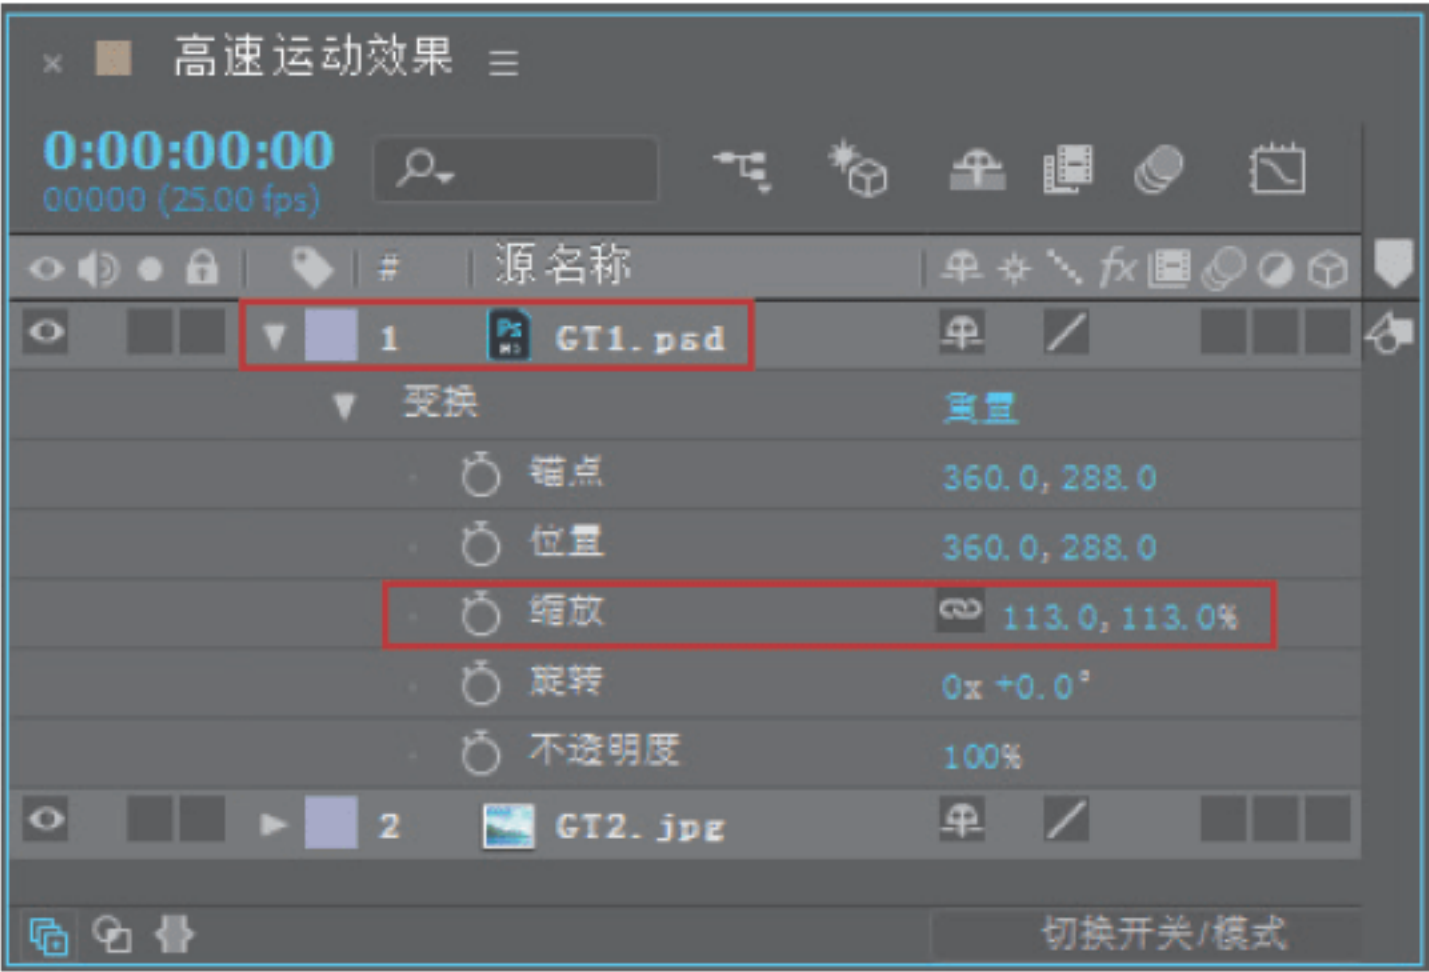 高速运动效果
0:00:00:00
00000 (25.00 fps)
# 源名称 fx
1 Ps GT1.psd
变换 重置
锚点 360.0, 288.0
位置 360.0, 288.0
缩放 113.0, 113.0%
旋转 0x +0.0°
不透明度 100%
2 GT2.jpg
切换开关/模式